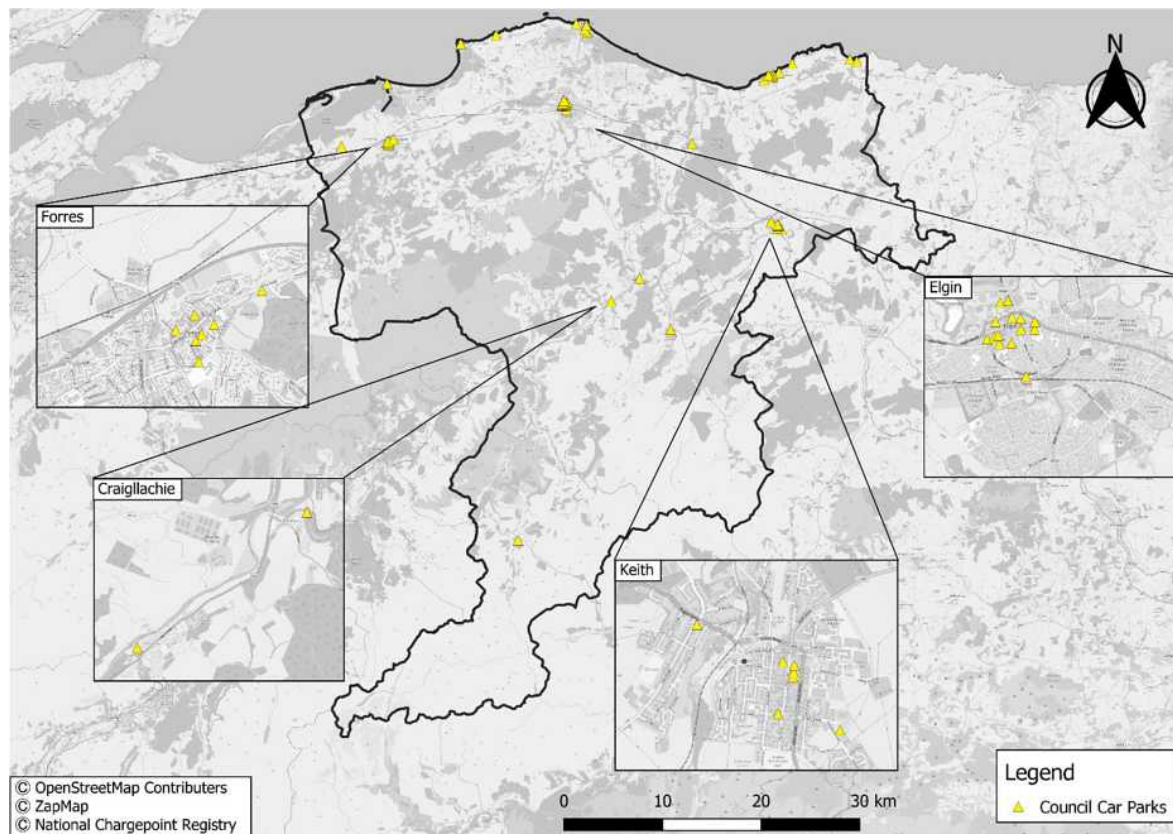 N
Forres
Elgin
Craigllachie
Keith
© OpenStreetMap Contributers
© ZapMap
© National Chargepoint Registry
0 10 20 30 km
Legend
Council Car Parks